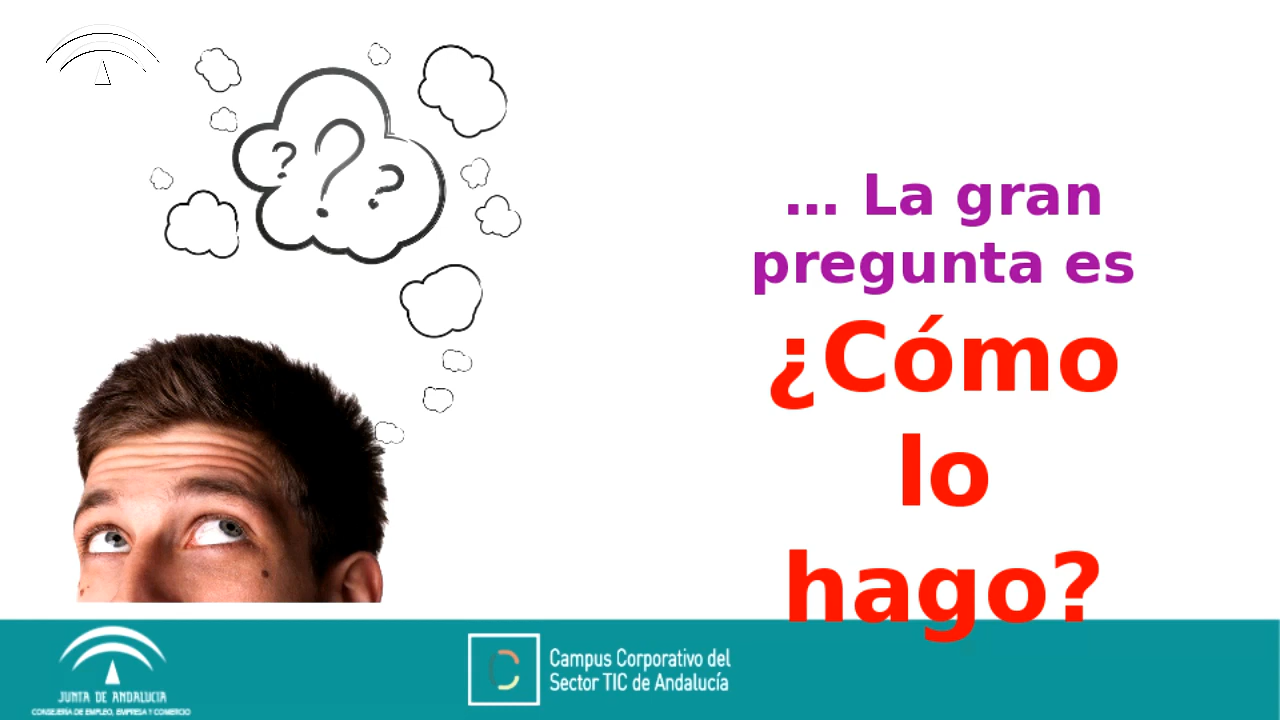 ? ? ?
… La gran
pregunta es
¿Cómo
lo
hago?
JUNTA DE ANDALUCIA
CONSEJERÍA DE EMPLEO, EMPRESA Y COMERCIO
C
Campus Corporativo del
Sector TIC de Andalucía